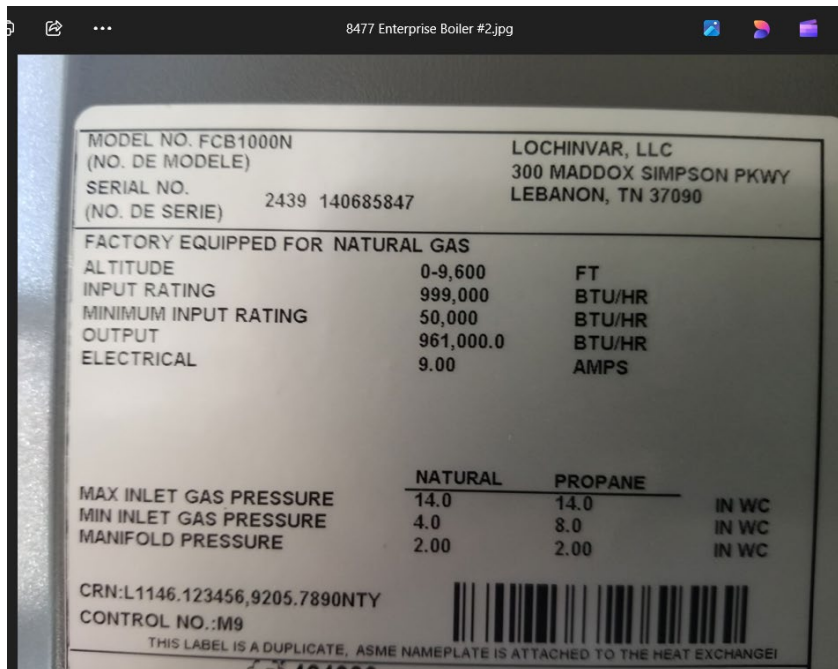 8477 Enterprise Boiler #2.jpg
MODEL NO. FCB1000N
(NO. DE MODELE)
LOCHINVAR, LLC
300 MADDOX SIMPSON PKWY
LEBANON, TN 37090
SERIAL NO.
(NO. DE SERIE) 2439 140685847
FACTORY EQUIPPED FOR NATURAL GAS
ALTITUDE 0-9,600 FT
INPUT RATING 999,000 BTU/HR
MINIMUM INPUT RATING 50,000 BTU/HR
OUTPUT 961,000.0 BTU/HR
ELECTRICAL 9.00 AMPS
NATURAL PROPANE
MAX INLET GAS PRESSURE 14.0 14.0 IN WC
MIN INLET GAS PRESSURE 4.0 8.0 IN WC
MANIFOLD PRESSURE 2.00 2.00 IN WC
CRN:L1146.123456,9205.7890NTY
CONTROL NO.:M9
THIS LABEL IS A DUPLICATE, ASME NAMEPLATE IS ATTACHED TO THE HEAT EXCHANGE